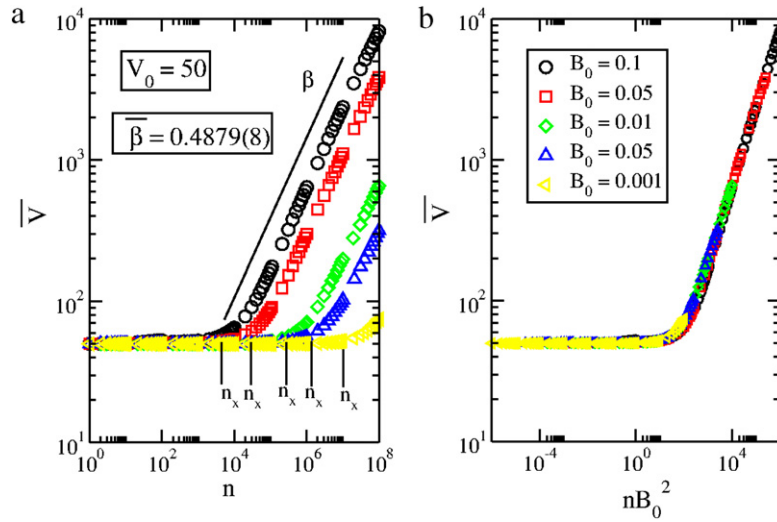 a
10^4
10^3
10^2
10^1
V̅
V_0 = 50
β̅ = 0.4879(8)
β
n_x n_x n_x n_x n_x
10^0 10^2 10^4 10^6 10^8
n
b
10^4
10^3
10^2
10^1
V̅
B_0 = 0.1
B_0 = 0.05
B_0 = 0.01
B_0 = 0.05
B_0 = 0.001
10^-4 10^0 10^4
nB_0^2